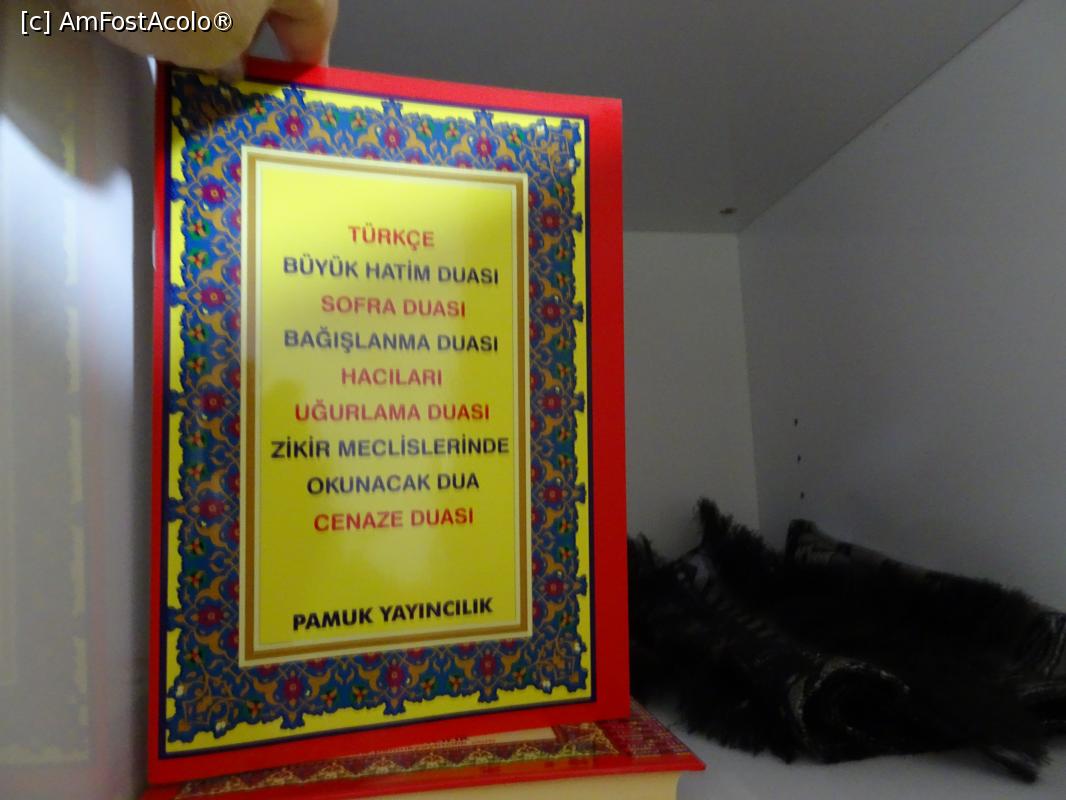 [c] AmFostAcolo®
TÜRKÇE
BÜYÜK HATİM DUASI
SOFRA DUASI
BAĞIŞLANMA DUASI
HACILARI
UĞURLAMA DUASI
ZİKİR MECLİSLERİNDE
OKUNACAK DUA
CENAZE DUASI
PAMUK YAYINCILIK